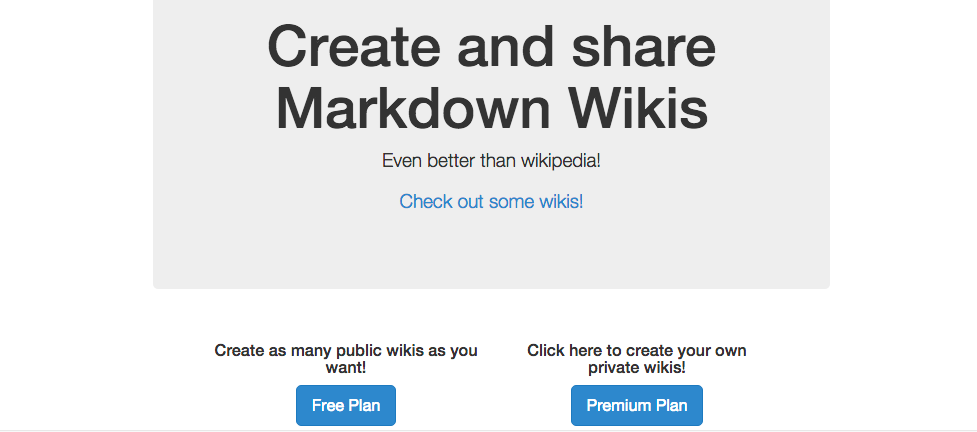 Create and share
Markdown Wikis
Even better than wikipedia!
Check out some wikis!
Create as many public wikis as you
want!
Free Plan
Click here to create your own
private wikis!
Premium Plan